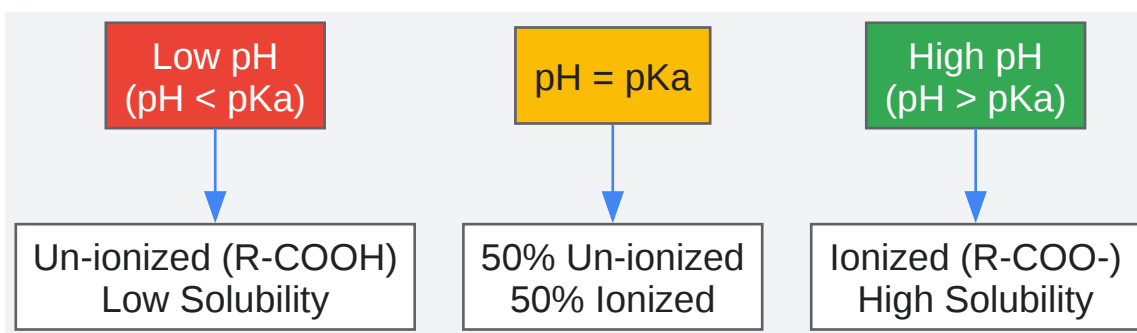 Low pH
(pH < pKa)
pH = pKa
High pH
(pH > pKa)
Un-ionized (R-COOH)
Low Solubility
50% Un-ionized
50% Ionized
Ionized (R-COO-)
High Solubility